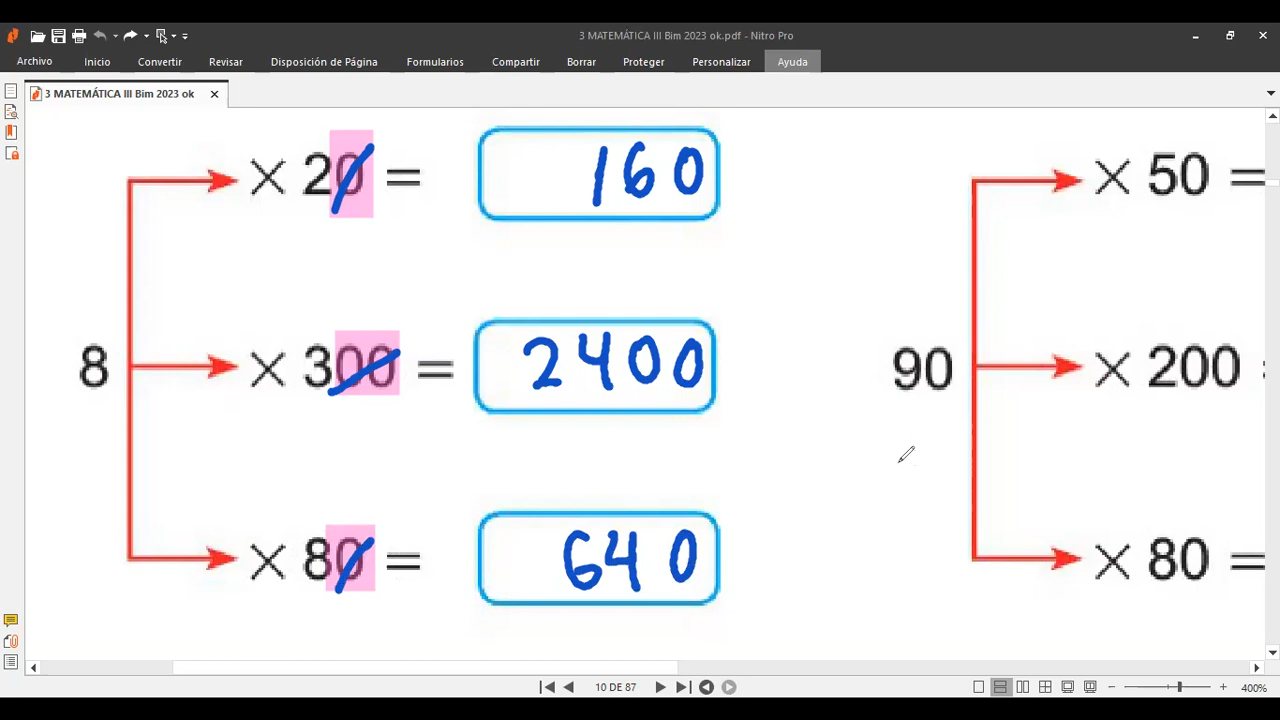 3 MATEMÁTICA III Bim 2023 ok.pdf - Nitro Pro
Archivo Inicio Convertir Revisar Disposición de Página Formularios Compartir Borrar Proteger Personalizar Ayuda
3 MATEMÁTICA III Bim 2023 ok
× 20 = 160
8 × 300 = 2400
× 80 = 640
× 50 =
90 × 200
× 80 =
10 DE 87
400%